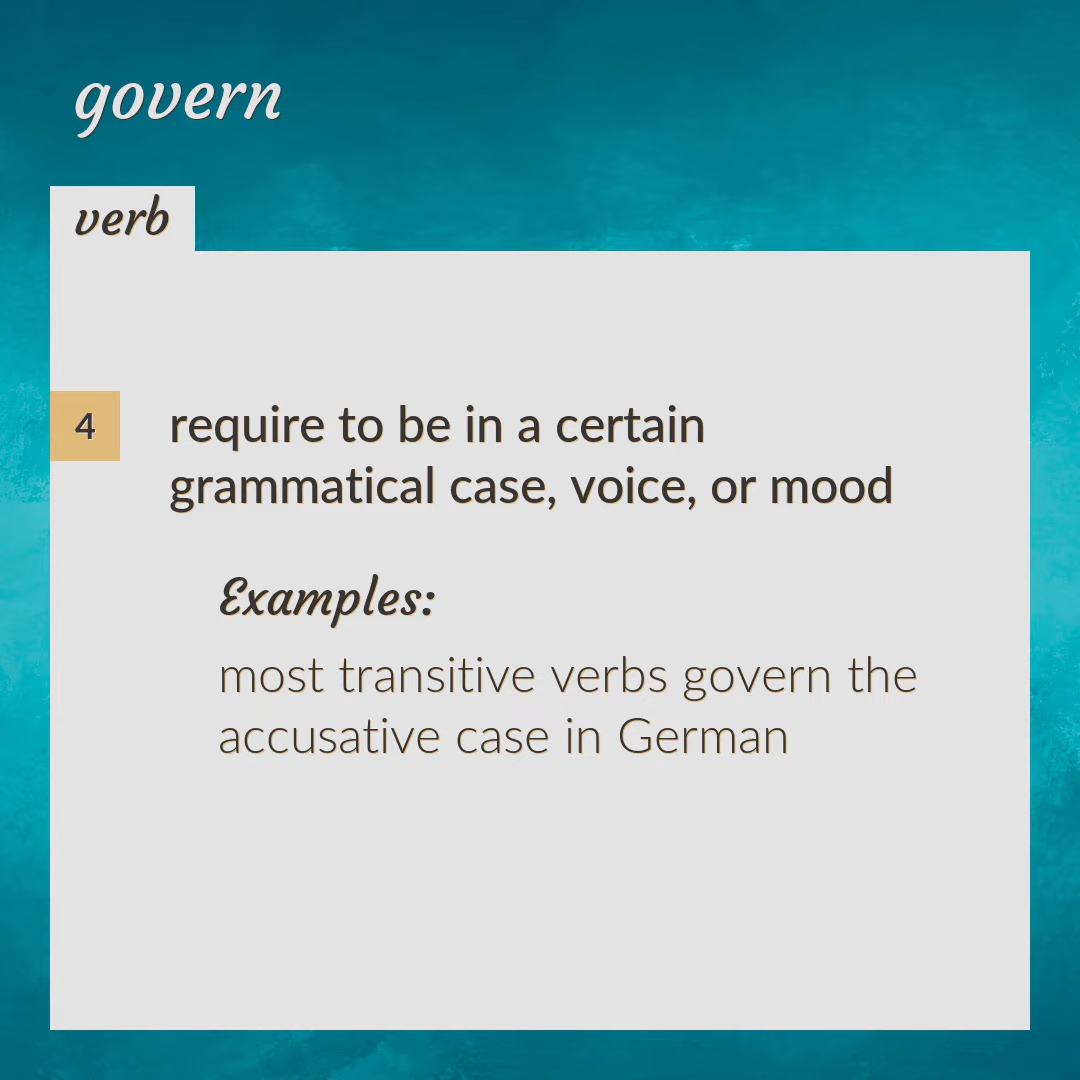 govern
verb
4
require to be in a certain
grammatical case, voice, or mood
Examples:
most transitive verbs govern the
accusative case in German